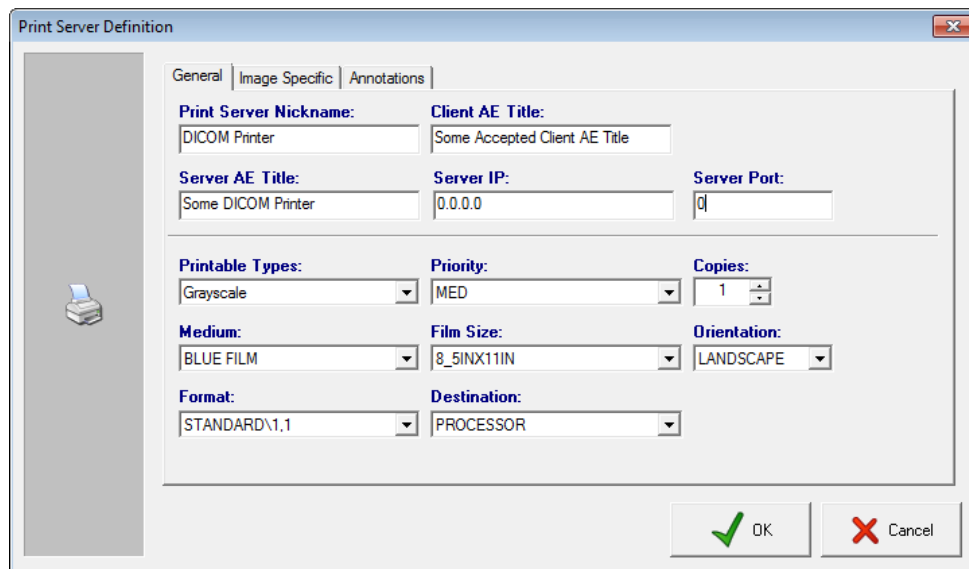 Print Server Definition
General Image Specific Annotations
Print Server Nickname: Client AE Title:
DICOM Printer Some Accepted Client AE Title
Server AE Title: Server IP: Server Port:
Some DICOM Printer 0.0.0.0 0
Printable Types: Priority: Copies:
Grayscale MED 1
Medium: Film Size: Orientation:
BLUE FILM 8_5INX11IN LANDSCAPE
Format: Destination:
STANDARD\1,1 PROCESSOR
OK Cancel